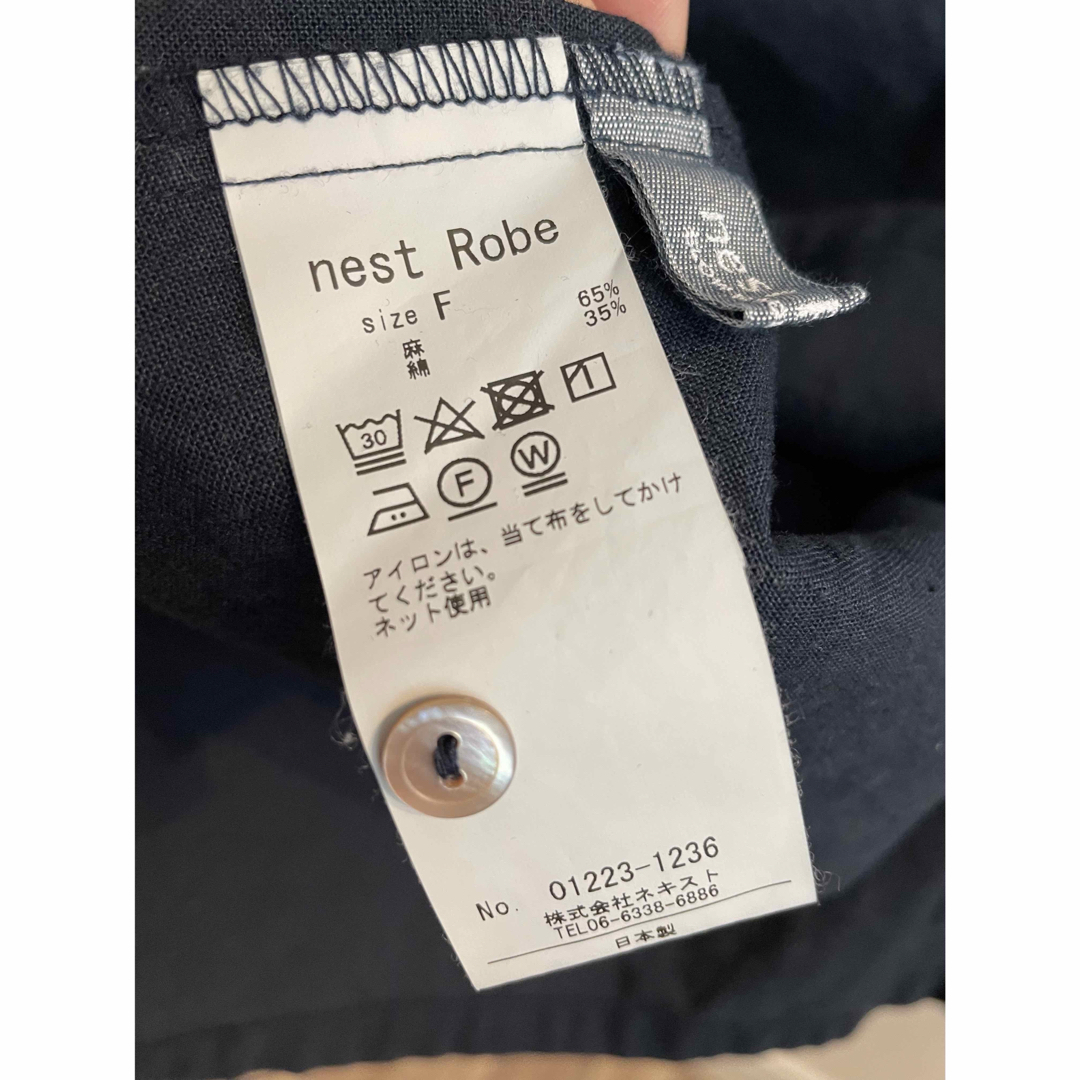 nest Robe
size F
麻 65%
綿 35%
30
F W
アイロンは、当て布をしてかけ
てください。
ネット使用
No. 01223-1236
株式会社ネキスト
TEL06-6338-6886
日本製